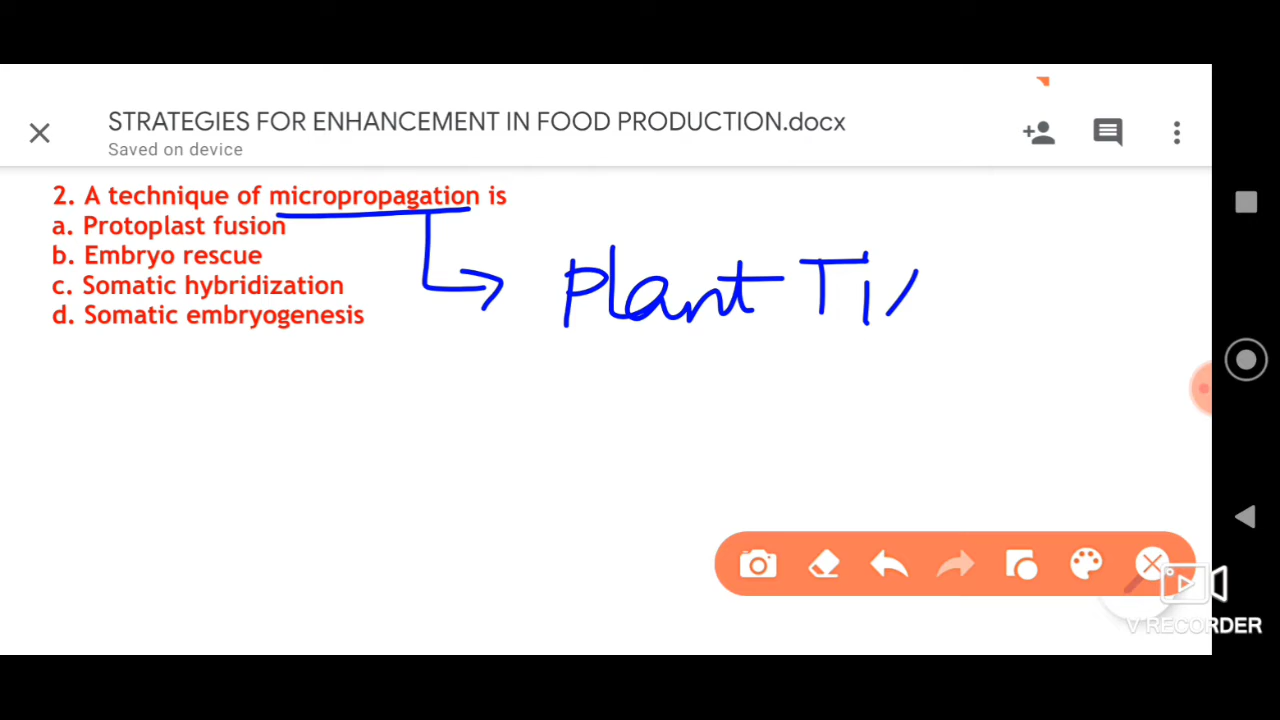 STRATEGIES FOR ENHANCEMENT IN FOOD PRODUCTION.docx
Saved on device
2. A technique of micropropagation is
a. Protoplast fusion
b. Embryo rescue
c. Somatic hybridization
d. Somatic embryogenesis
Plant Ti
V RECORDER